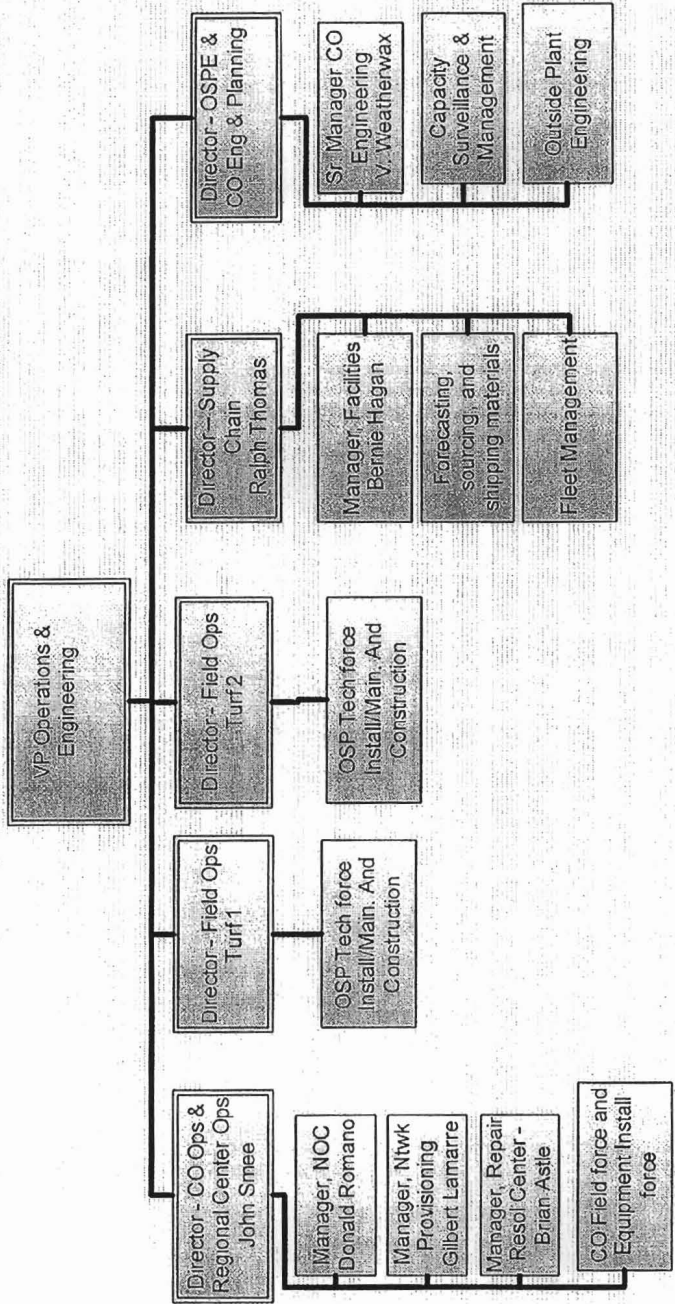 VP Operations &
Engineering
Director - CO Ops &
Regional Center Ops
John Smee
Manager, NOC
Donald Romano
Manager, Ntwk
Provisioning
Gilbert Lamarre
Manager, Repair
Resol Center -
Brian Astle
CO Field force and
Equipment Install
force
Director - Field Ops
Turf1
OSP Tech force
Install/Main. And
Construction
Director - Field Ops
Turf2
OSP Tech force
Install/Main. And
Construction
Director – Supply
Chain
Ralph Thomas
Manager, Facilities
Bernie Hagan
Forecasting,
sourcing, and
shipping materials
Fleet Management
Director - OSPE &
CO Eng & Planning
Sr. Manager CO
Engineering
V. Weatherwax
Capacity
Surveillance &
Management
Outside Plant
Engineering